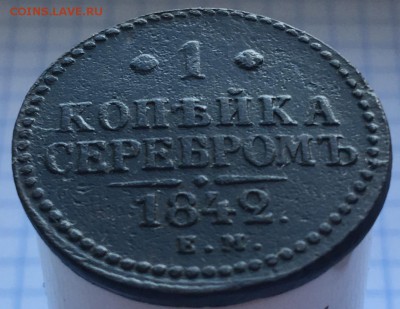 COINS.LAVE.RU
1
КОПѢЙКА
СЕРЕБРОМЪ
1842.
Е.М.